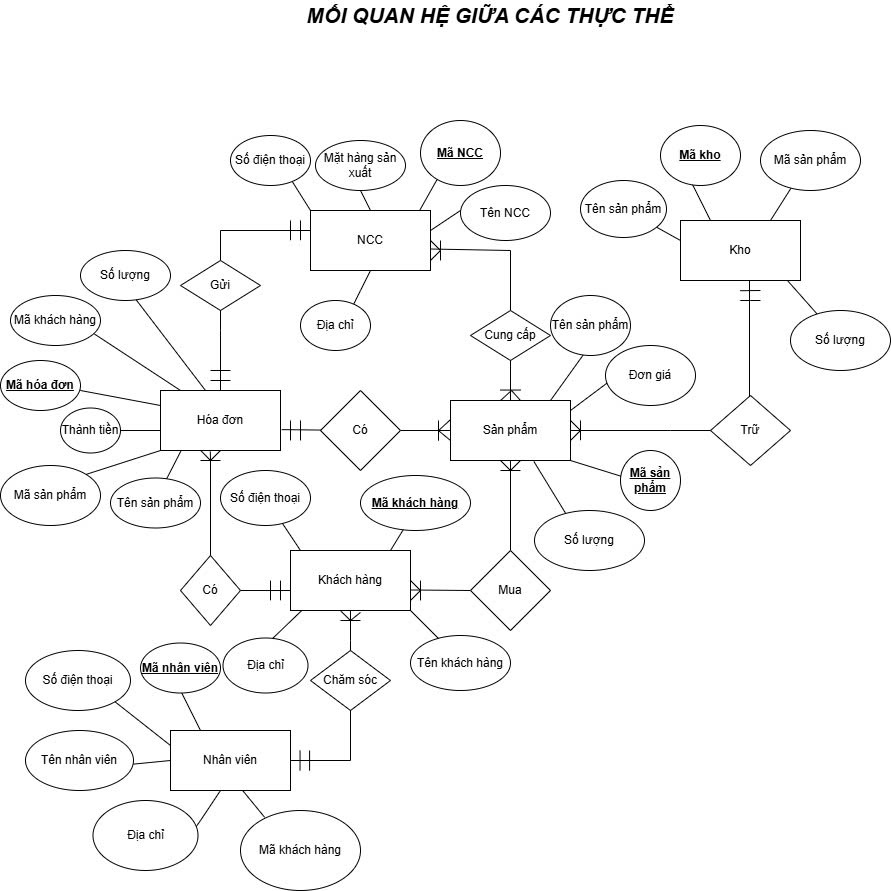 MỐI QUAN HỆ GIỮA CÁC THỰC THỂ
Số điện thoại
Mặt hàng sản
xuất
Mã NCC
Tên NCC
NCC
Địa chỉ
Mã kho
Mã sản phẩm
Tên sản phẩm
Kho
Số lượng
Gửi
Cung cấp
Số lượng
Mã khách hàng
Mã hóa đơn
Thành tiền
Mã sản phẩm
Tên sản phẩm
Hóa đơn
Có
Tên sản phẩm
Đơn giá
Sản phẩm
Mã sản
phẩm
Số lượng
Trữ
Số điện thoại
Mã khách hàng
Có
Khách hàng
Mua
Địa chỉ
Tên khách hàng
Chăm sóc
Số điện thoại
Mã nhân viên
Tên nhân viên
Nhân viên
Địa chỉ
Mã khách hàng